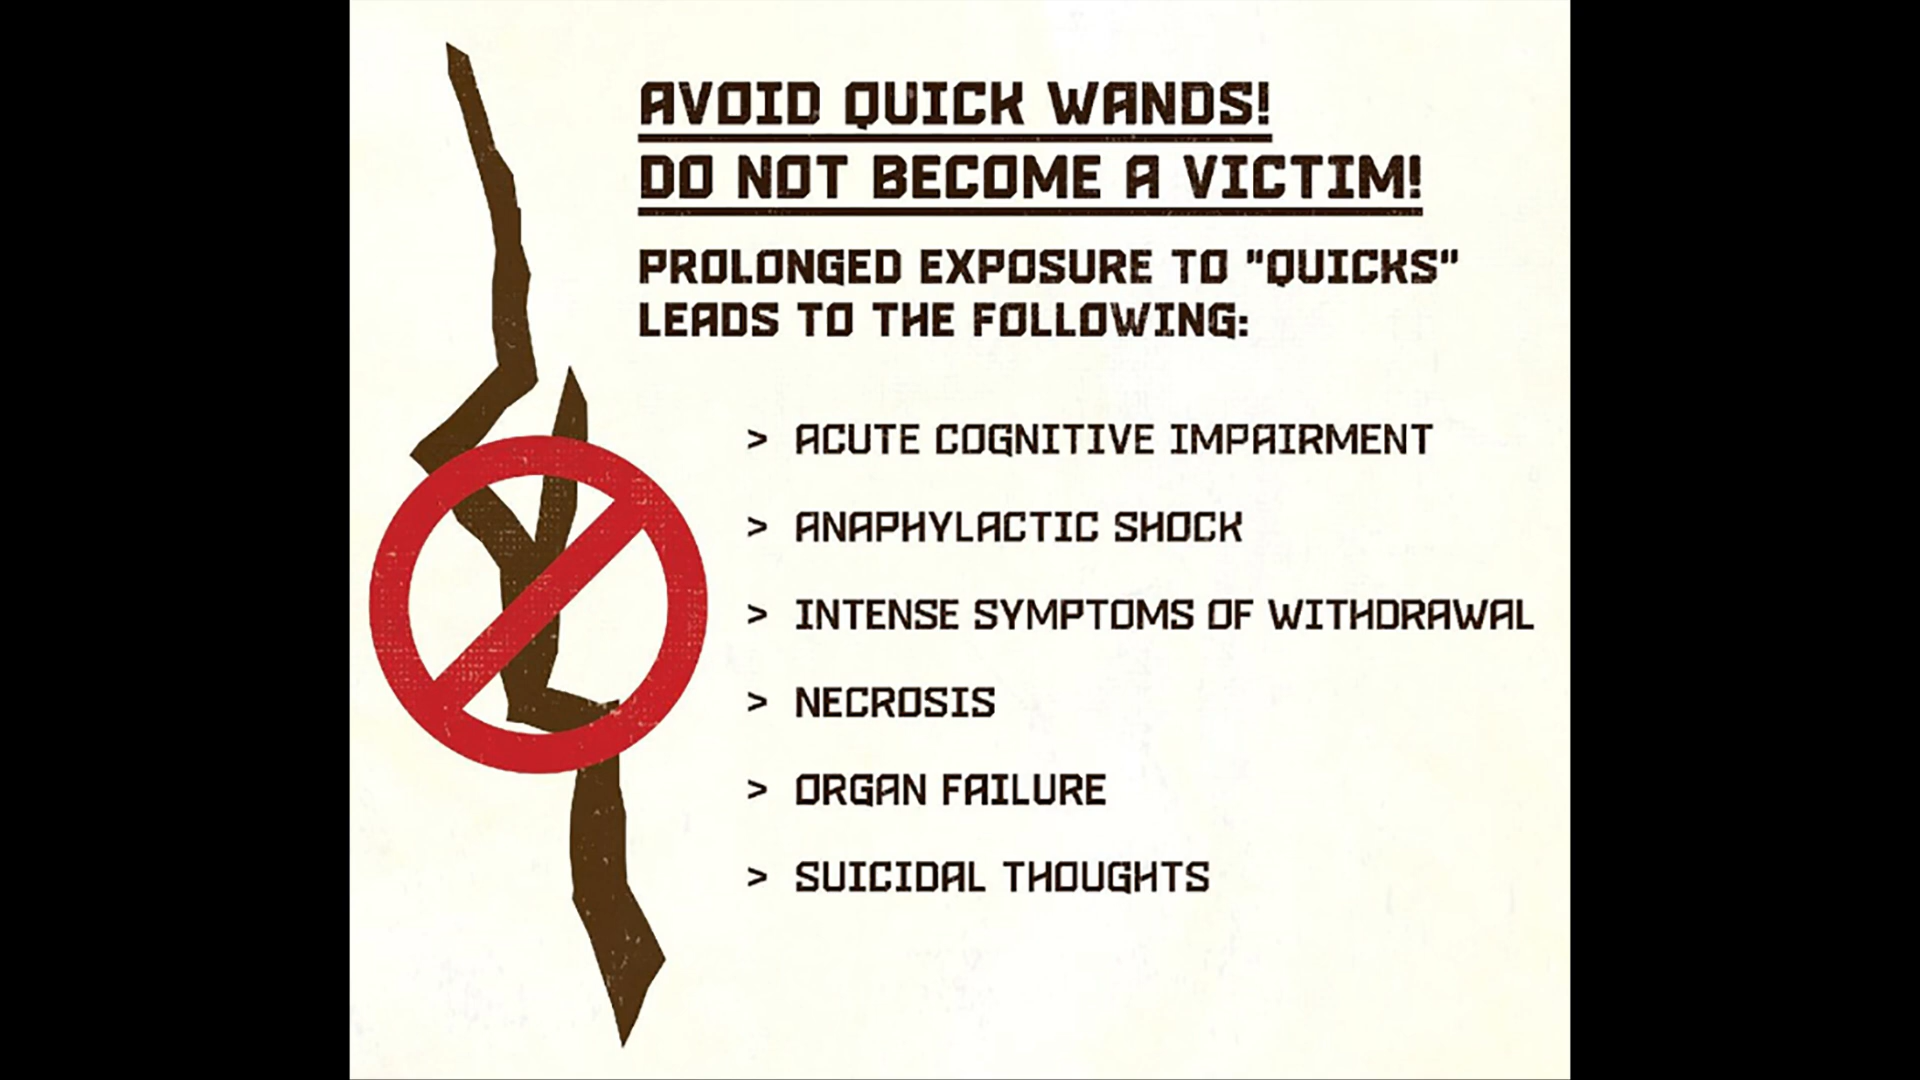 AVOID QUICK WANDS!
DO NOT BECOME A VICTIM!
PROLONGED EXPOSURE TO "QUICKS"
LEADS TO THE FOLLOWING:
> ACUTE COGNITIVE IMPAIRMENT
> ANAPHYLACTIC SHOCK
> INTENSE SYMPTOMS OF WITHDRAWAL
> NECROSIS
> ORGAN FAILURE
> SUICIDAL THOUGHTS